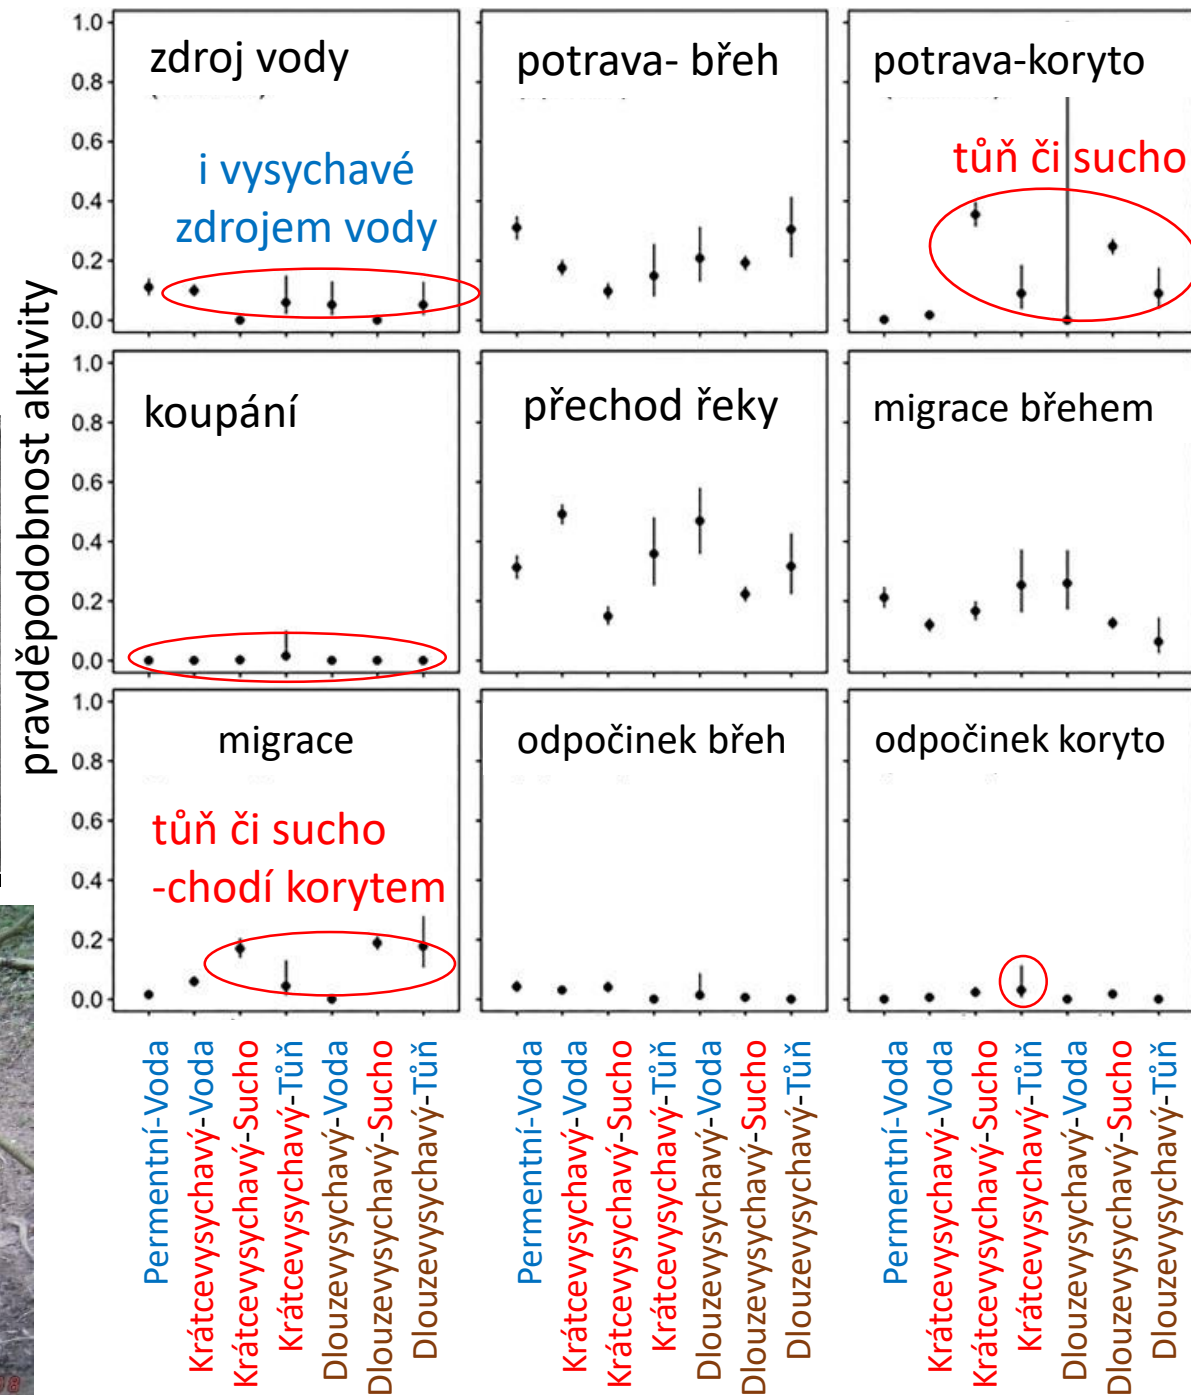 pravděpodobnost aktivity
1.0
0.8
0.6
0.4
0.2
0.0
zdroj vody
i vysychavé
zdrojem vody
potrava- břeh
potrava-koryto
tůň či sucho
1.0
0.8
0.6
0.4
0.2
0.0
koupání
přechod řeky
migrace břehem
1.0
0.8
0.6
0.4
0.2
0.0
migrace
tůň či sucho
-chodí korytem
odpočinek břeh
odpočinek koryto
Permentní-Voda
Krátcevysychavý-Voda
Krátcevysychavý-Sucho
Krátcevysychavý-Tůň
Dlouzevysychavý-Voda
Dlouzevysychavý-Sucho
Dlouzevysychavý-Tůň
Permentní-Voda
Krátcevysychavý-Voda
Krátcevysychavý-Sucho
Krátcevysychavý-Tůň
Dlouzevysychavý-Voda
Dlouzevysychavý-Sucho
Dlouzevysychavý-Tůň
Permentní-Voda
Krátcevysychavý-Voda
Krátcevysychavý-Sucho
Krátcevysychavý-Tůň
Dlouzevysychavý-Voda
Dlouzevysychavý-Sucho
Dlouzevysychavý-Tůň